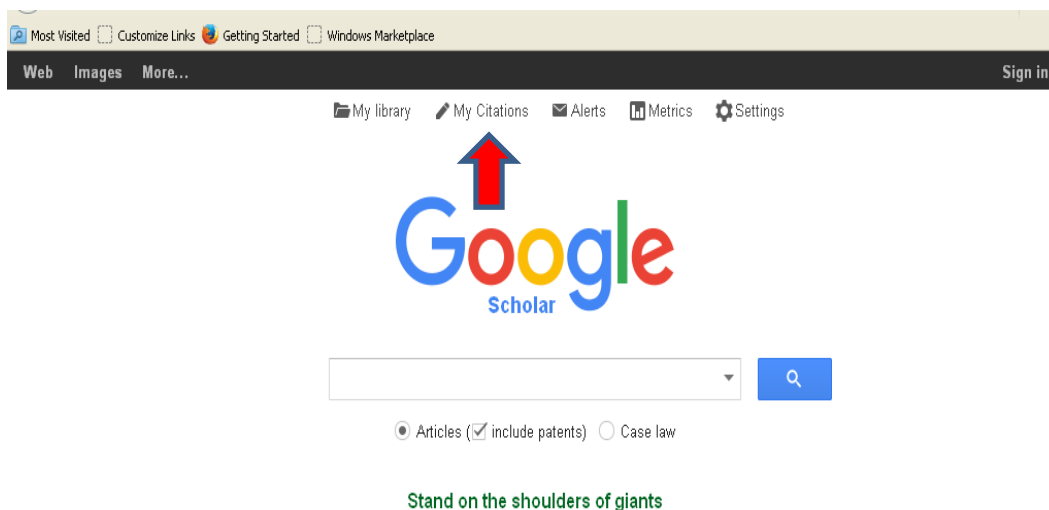 Most Visited Customize Links Getting Started Windows Marketplace
Web Images More... Sign in
My library My Citations Alerts Metrics Settings
Google
Scholar
Articles ( include patents) Case law
Stand on the shoulders of giants